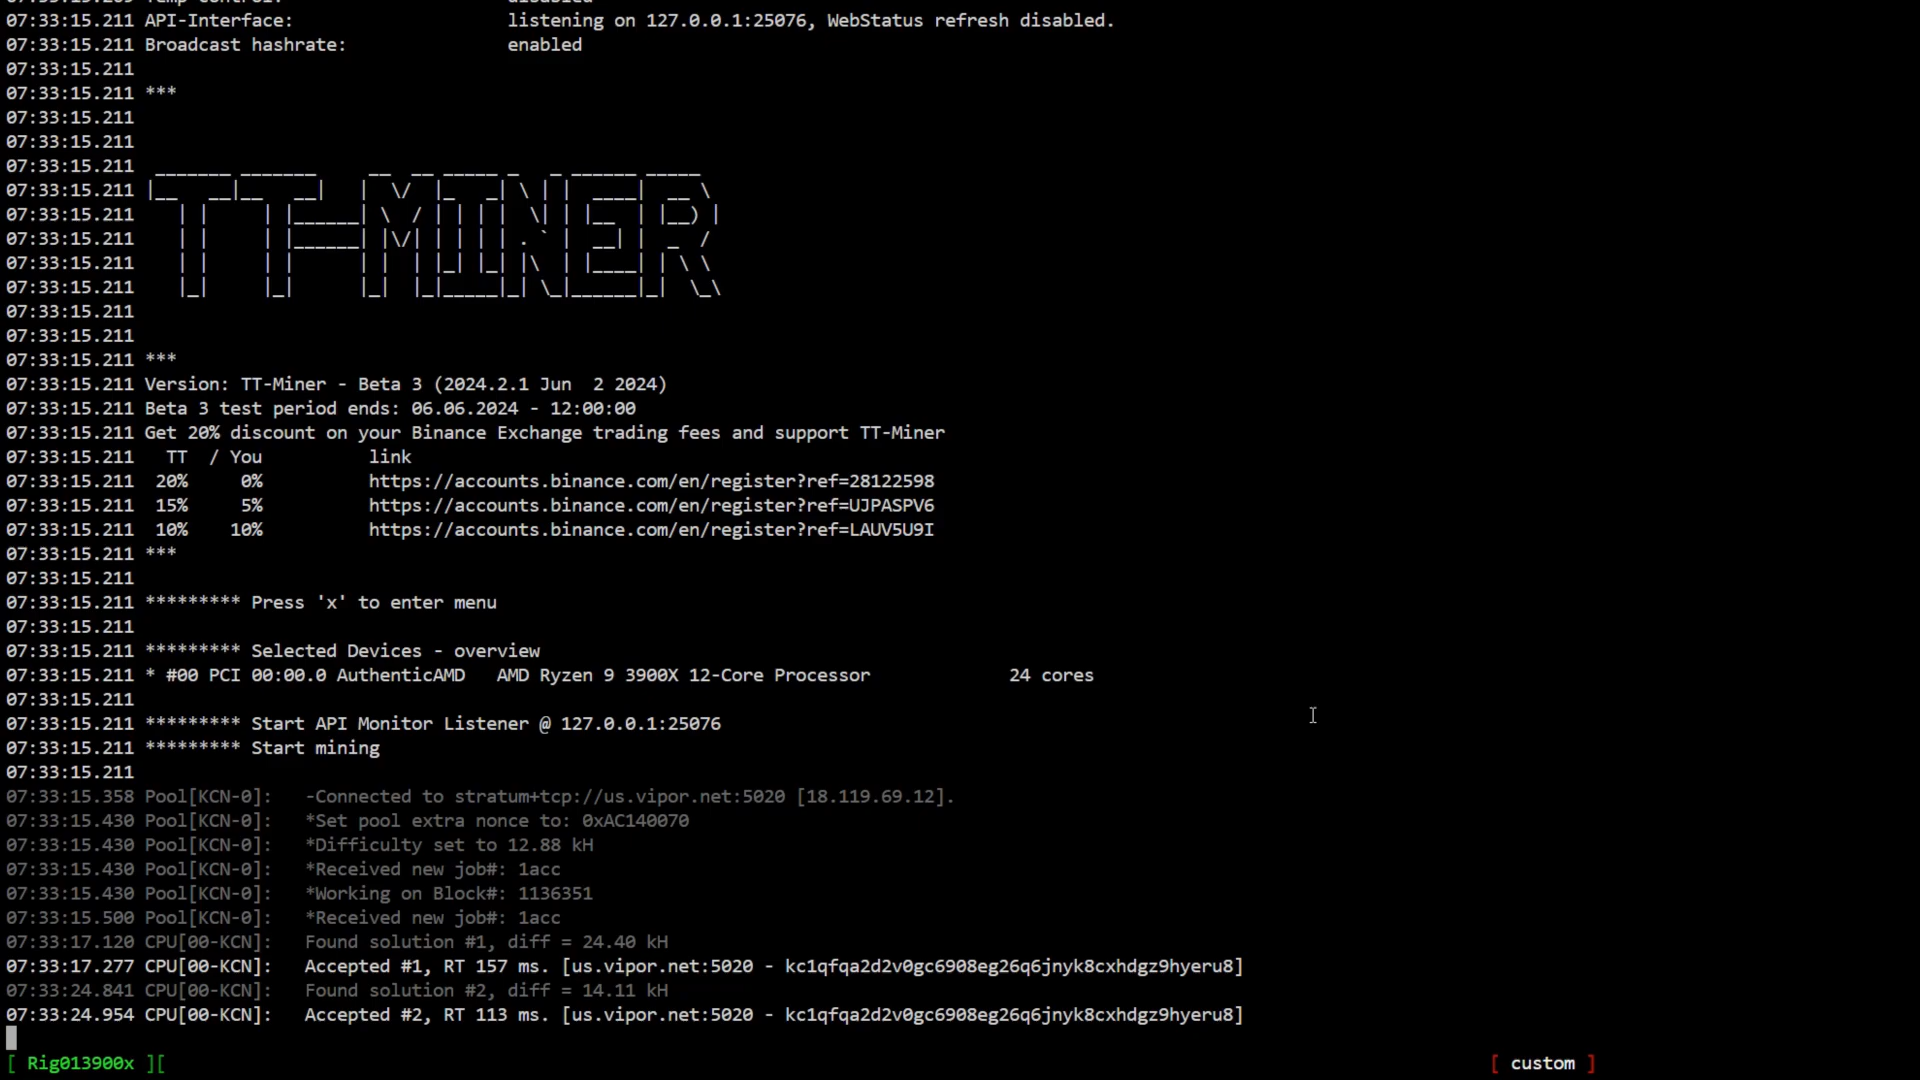 07:33:15.211 API-Interface: listening on 127.0.0.1:25076, WebStatus refresh disabled.
07:33:15.211 Broadcast hashrate: enabled
07:33:15.211
07:33:15.211 ***
07:33:15.211
07:33:15.211
07:33:15.211
07:33:15.211
07:33:15.211
07:33:15.211 TT-MINER
07:33:15.211
07:33:15.211
07:33:15.211
07:33:15.211
07:33:15.211 ***
07:33:15.211 Version: TT-Miner - Beta 3 (2024.2.1 Jun  2 2024)
07:33:15.211 Beta 3 test period ends: 06.06.2024 - 12:00:00
07:33:15.211 Get 20% discount on your Binance Exchange trading fees and support TT-Miner
07:33:15.211 TT / You link
07:33:15.211 20% 0% https://accounts.binance.com/en/register?ref=28122598
07:33:15.211 15% 5% https://accounts.binance.com/en/register?ref=UJPASPV6
07:33:15.211 10% 10% https://accounts.binance.com/en/register?ref=LAUV5U9I
07:33:15.211 ***
07:33:15.211
07:33:15.211 ********* Press 'x' to enter menu
07:33:15.211
07:33:15.211 ********* Selected Devices - overview
07:33:15.211 * #00 PCI 00:00.0 AuthenticAMD AMD Ryzen 9 3900X 12-Core Processor 24 cores
07:33:15.211
07:33:15.211 ********* Start API Monitor Listener @ 127.0.0.1:25076
07:33:15.211 ********* Start mining
07:33:15.211
07:33:15.358 Pool[KCN-0]: -Connected to stratum+tcp://us.vipor.net:5020 [18.119.69.12].
07:33:15.430 Pool[KCN-0]: *Set pool extra nonce to: 0xAC140070
07:33:15.430 Pool[KCN-0]: *Difficulty set to 12.88 kH
07:33:15.430 Pool[KCN-0]: *Received new job#: 1acc
07:33:15.430 Pool[KCN-0]: *Working on Block#: 1136351
07:33:15.500 Pool[KCN-0]: *Received new job#: 1acc
07:33:17.120 CPU[00-KCN]: Found solution #1, diff = 24.40 kH
07:33:17.277 CPU[00-KCN]: Accepted #1, RT 157 ms. [us.vipor.net:5020 - kc1qfqa2d2v0gc6908eg26q6jnyk8cxhdgz9hyeru8]
07:33:24.841 CPU[00-KCN]: Found solution #2, diff = 14.11 kH
07:33:24.954 CPU[00-KCN]: Accepted #2, RT 113 ms. [us.vipor.net:5020 - kc1qfqa2d2v0gc6908eg26q6jnyk8cxhdgz9hyeru8]
[ Rig013900x ][ [ custom ]